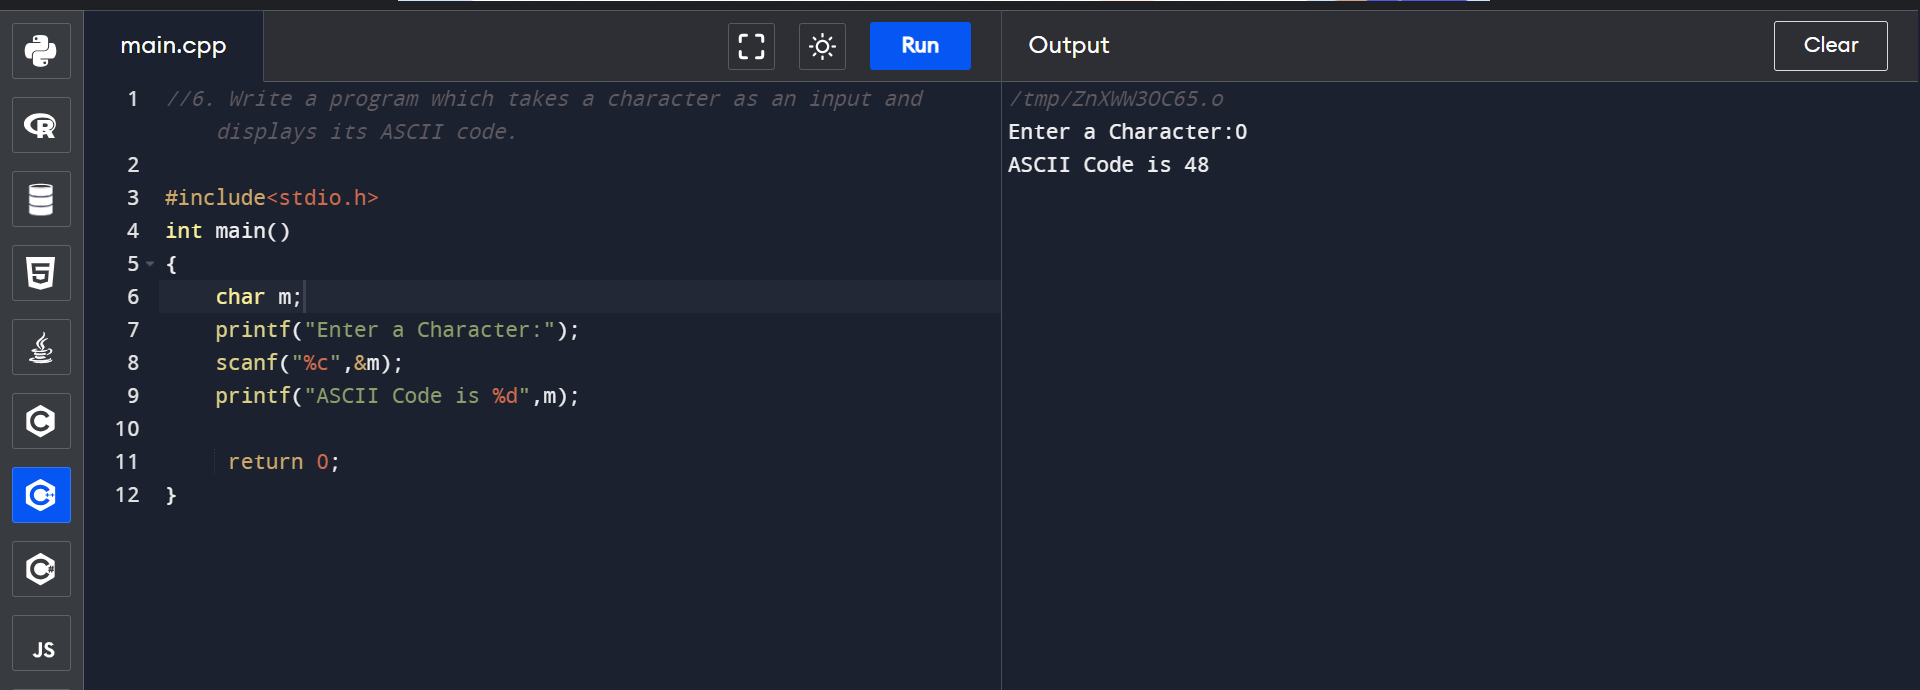 main.cpp
Run
Output
Clear
1 //6. Write a program which takes a character as an input and
displays its ASCII code.
2
3 #include<stdio.h>
4 int main()
5 {
6 char m;
7 printf("Enter a Character:");
8 scanf("%c",&m);
9 printf("ASCII Code is %d",m);
10
11 return 0;
12 }
/tmp/ZnXWW3OC65.o
Enter a Character:0
ASCII Code is 48
R
5
C
C++
C#
JS